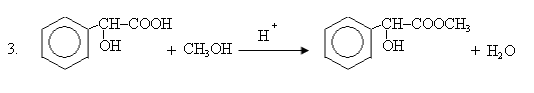 CH–COOH CH–COOCH₃
H⁺
3. OH + CH₃OH OH + H₂O